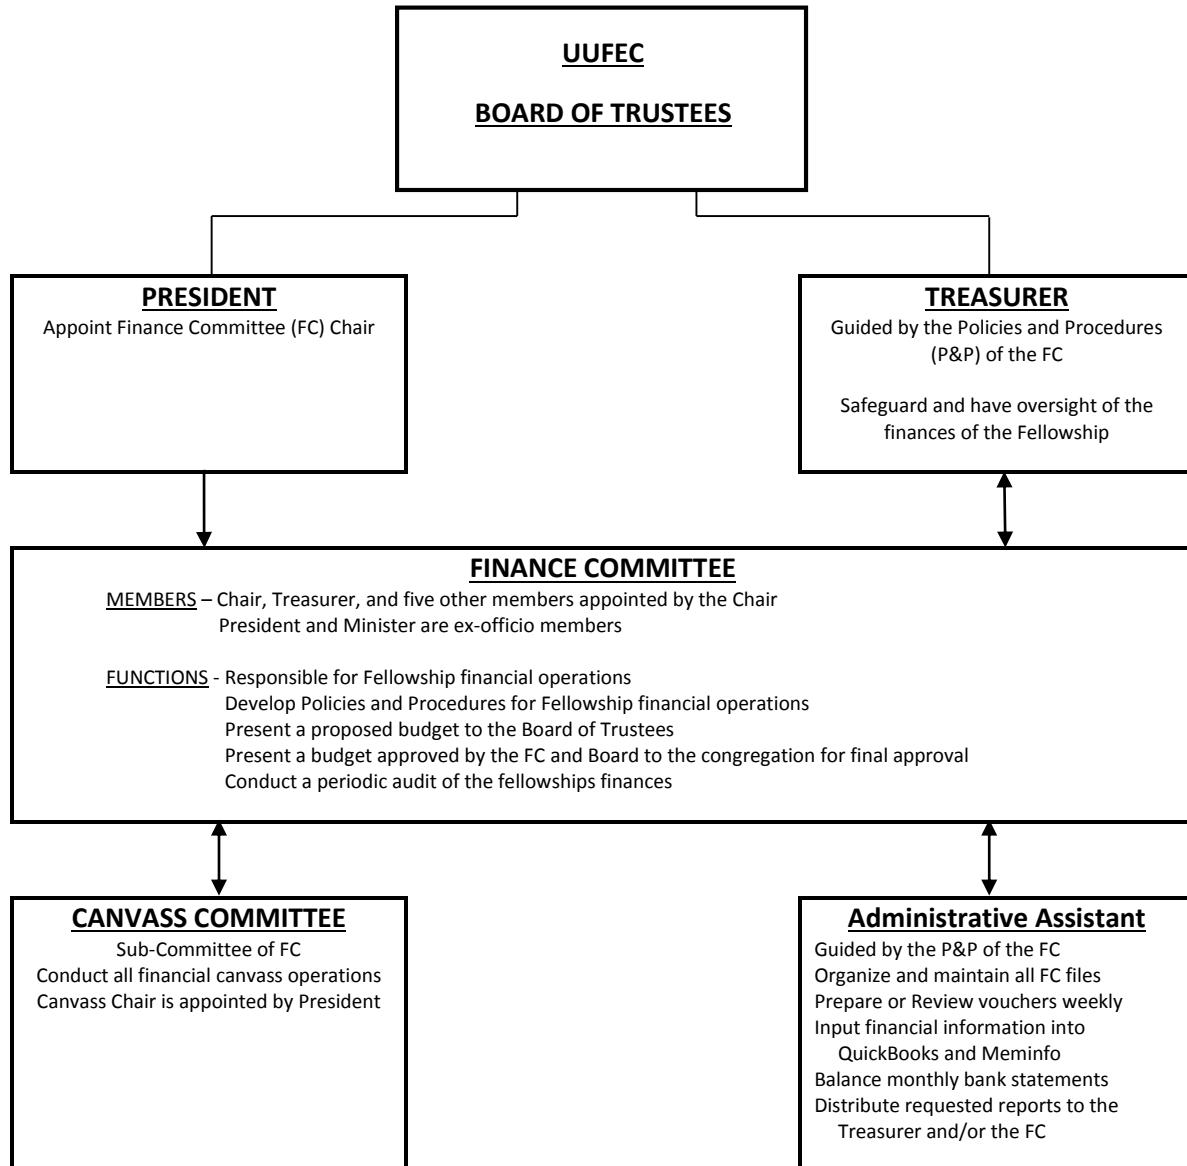 UUFEC
BOARD OF TRUSTEES
PRESIDENT
Appoint Finance Committee (FC) Chair
TREASURER
Guided by the Policies and Procedures
(P&P) of the FC
Safeguard and have oversight of the
finances of the Fellowship
FINANCE COMMITTEE
MEMBERS – Chair, Treasurer, and five other members appointed by the Chair
President and Minister are ex-officio members
FUNCTIONS - Responsible for Fellowship financial operations
Develop Policies and Procedures for Fellowship financial operations
Present a proposed budget to the Board of Trustees
Present a budget approved by the FC and Board to the congregation for final approval
Conduct a periodic audit of the fellowships finances
CANVASS COMMITTEE
Sub-Committee of FC
Conduct all financial canvass operations
Canvass Chair is appointed by President
Administrative Assistant
Guided by the P&P of the FC
Organize and maintain all FC files
Prepare or Review vouchers weekly
Input financial information into
QuickBooks and Meminfo
Balance monthly bank statements
Distribute requested reports to the
Treasurer and/or the FC